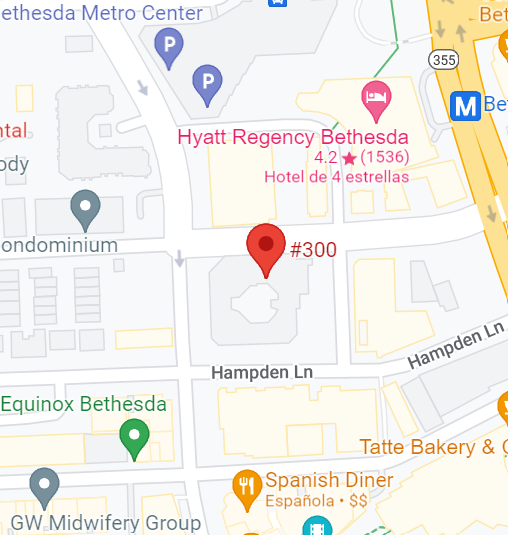 ethesda Metro Center
Bet
P
P
355
M
Be
Hyatt Regency Bethesda
4.2 ★ (1536)
Hotel de 4 estrellas
ntal
ody
ondominium
#300
Hampden Ln
Hampden Ln
Equinox Bethesda
Tatte Bakery & C
Spanish Diner
Española • $$
GW Midwifery Group